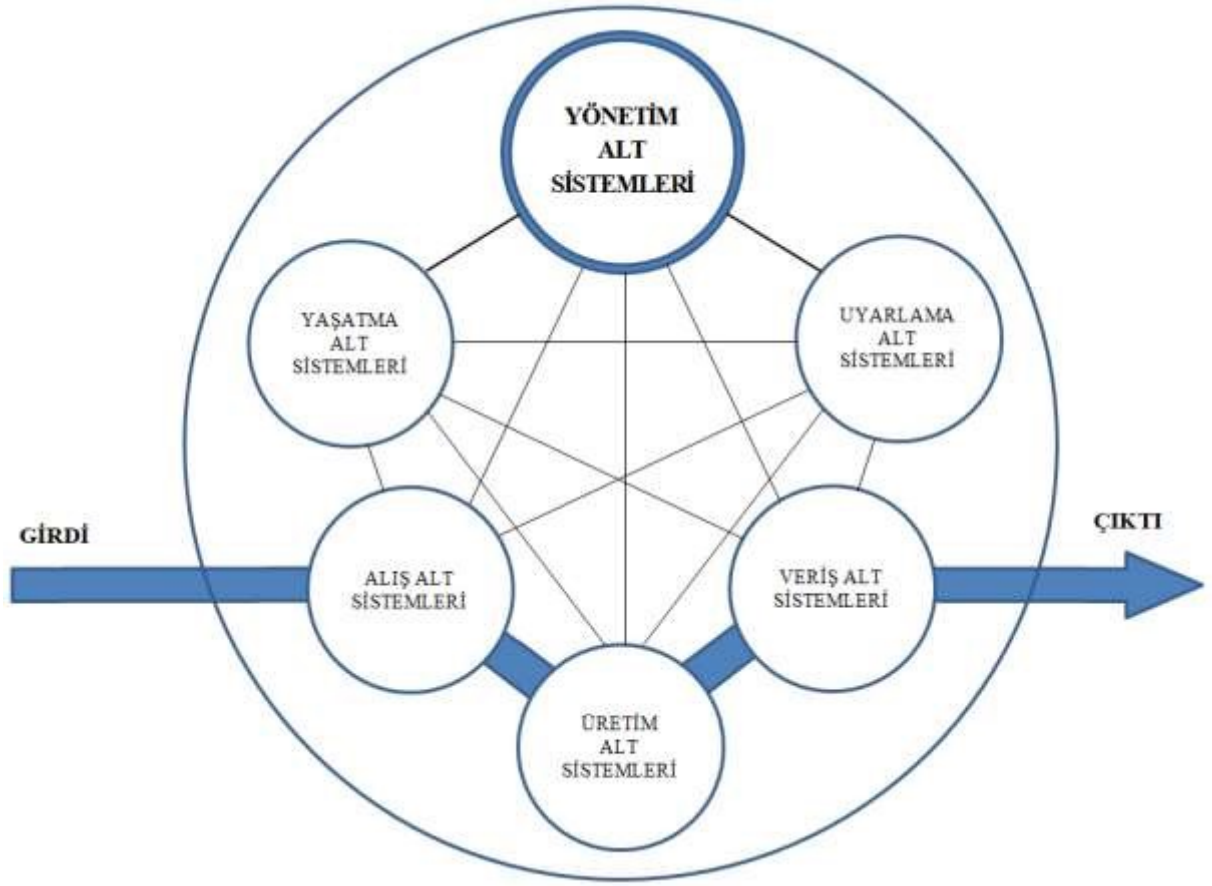 YÖNETİM
ALT
SİSTEMLERİ
YAŞATMA
ALT
SİSTEMLERİ
UYARLAMA
ALT
SİSTEMLERİ
GİRDİ
ÇIKTI
ALIŞ ALT
SİSTEMLERİ
VERİŞ ALT
SİSTEMLERİ
ÜRETİM
ALT
SİSTEMLERİ